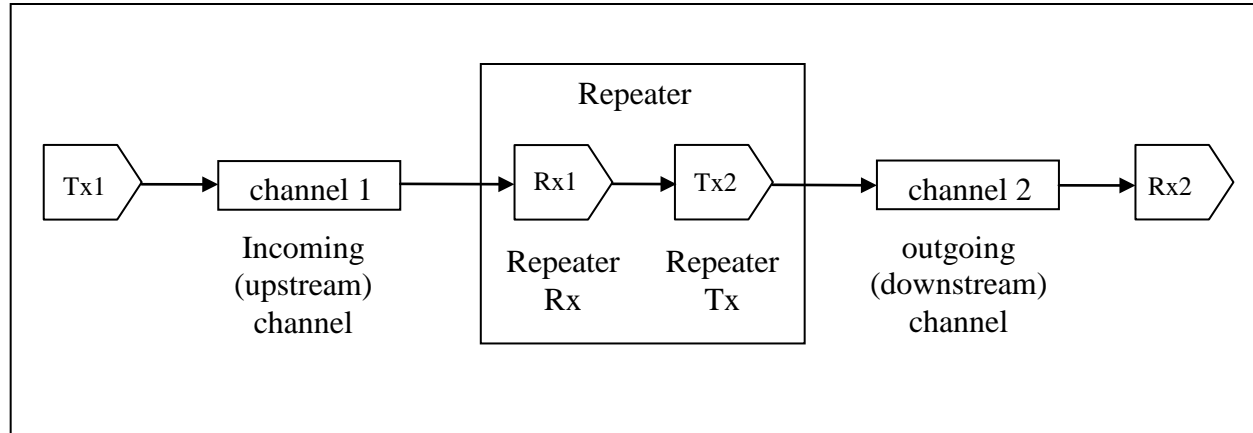 Repeater
Tx1
channel 1
Rx1
Tx2
channel 2
Rx2
Incoming
(upstream)
channel
Repeater
Rx
Repeater
Tx
outgoing
(downstream)
channel